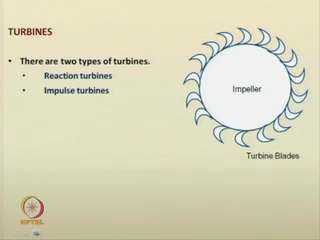 TURBINES
• There are two types of turbines.
• Reaction turbines
• Impulse turbines
Impeller
Turbine Blades
NPTEL